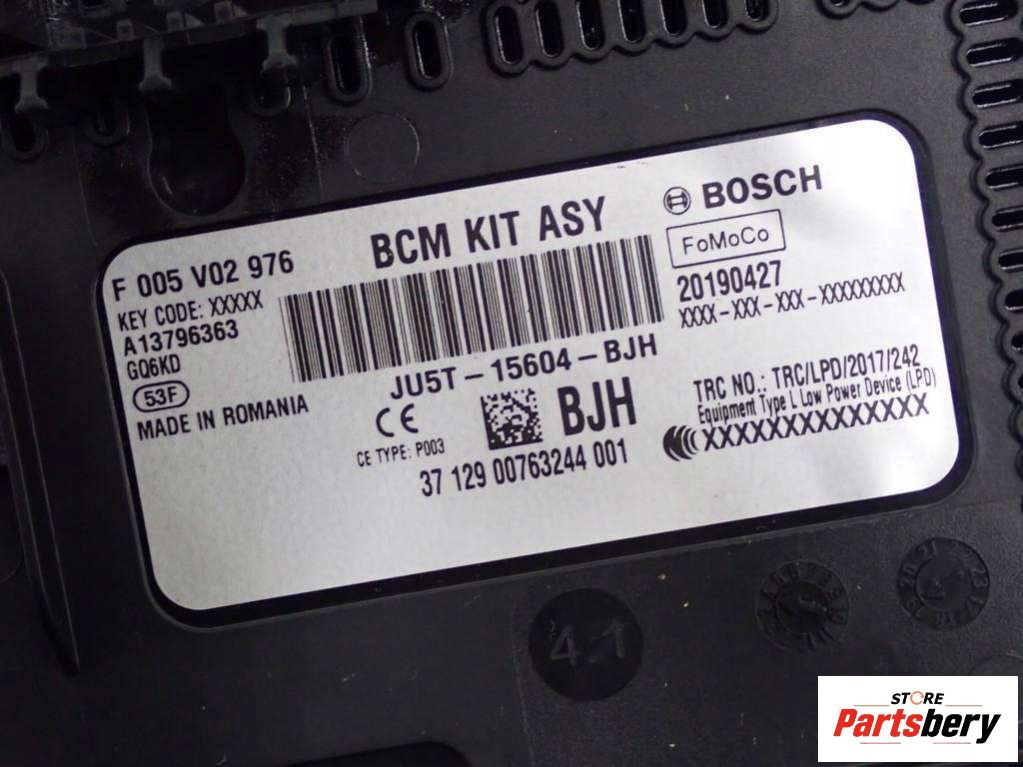 F 005 V02 976
KEY CODE: XXXXX
A13796363
GQ6KD
53F
MADE IN ROMANIA
BCM KIT ASY
JU5T-15604-BJH
CE
CE TYPE: P003
BJH
37 129 00763244 001
BOSCH
FoMoCo
20190427
XXXX-XXX-XXX-XXXXXXXXX
TRC NO.: TRC/LPD/2017/242
Equipment Type L Low Power Device (LPD)
XXXXXXXXXXXXXX
41
STORE
Partsbery